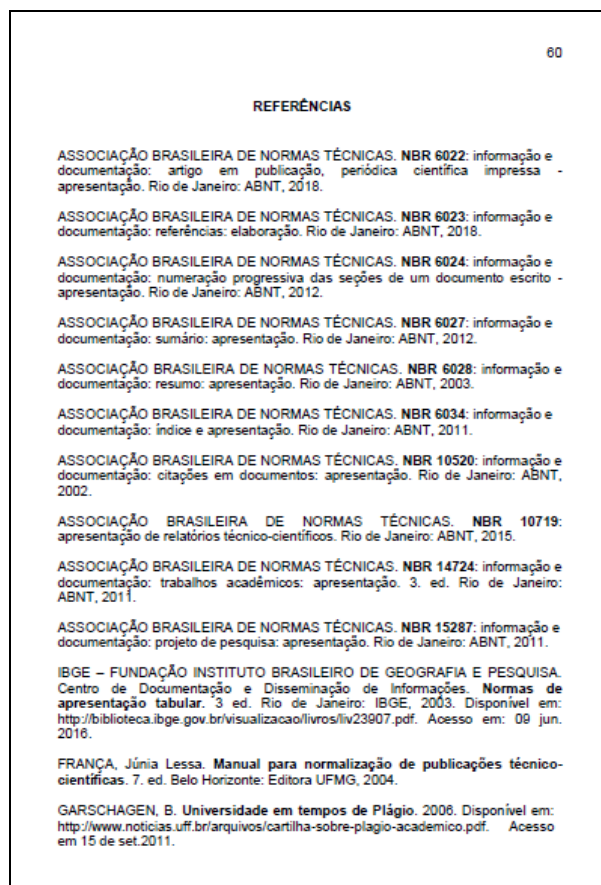 60
REFERÊNCIAS
ASSOCIAÇÃO BRASILEIRA DE NORMAS TÉCNICAS. NBR 6022: informação e
documentação: artigo em publicação, periódica científica impressa -
apresentação. Rio de Janeiro: ABNT, 2018.
ASSOCIAÇÃO BRASILEIRA DE NORMAS TÉCNICAS. NBR 6023: informação e
documentação: referências: elaboração. Rio de Janeiro: ABNT, 2018.
ASSOCIAÇÃO BRASILEIRA DE NORMAS TÉCNICAS. NBR 6024: informação e
documentação: numeração progressiva das seções de um documento escrito -
apresentação. Rio de Janeiro: ABNT, 2012.
ASSOCIAÇÃO BRASILEIRA DE NORMAS TÉCNICAS. NBR 6027: informação e
documentação: sumário: apresentação. Rio de Janeiro: ABNT, 2012.
ASSOCIAÇÃO BRASILEIRA DE NORMAS TÉCNICAS. NBR 6028: informação e
documentação: resumo: apresentação. Rio de Janeiro: ABNT, 2003.
ASSOCIAÇÃO BRASILEIRA DE NORMAS TÉCNICAS. NBR 6034: informação e
documentação: índice e apresentação. Rio de Janeiro: ABNT, 2011.
ASSOCIAÇÃO BRASILEIRA DE NORMAS TÉCNICAS. NBR 10520: informação e
documentação: citações em documentos: apresentação. Rio de Janeiro: ABNT,
2002.
ASSOCIAÇÃO BRASILEIRA DE NORMAS TÉCNICAS. NBR 10719:
apresentação de relatórios técnico-científicos. Rio de Janeiro: ABNT, 2015.
ASSOCIAÇÃO BRASILEIRA DE NORMAS TÉCNICAS. NBR 14724: informação e
documentação: trabalhos acadêmicos: apresentação. 3. ed. Rio de Janeiro:
ABNT, 2011.
ASSOCIAÇÃO BRASILEIRA DE NORMAS TÉCNICAS. NBR 15287: informação e
documentação: projeto de pesquisa: apresentação. Rio de Janeiro: ABNT, 2011.
IBGE – FUNDAÇÃO INSTITUTO BRASILEIRO DE GEOGRAFIA E PESQUISA.
Centro de Documentação e Disseminação de Informações. Normas de
apresentação tabular. 3 ed. Rio de Janeiro: IBGE, 2003. Disponível em:
http://biblioteca.ibge.gov.br/visualizacao/livros/liv23907.pdf. Acesso em: 09 jun.
2016.
FRANÇA, Júnia Lessa. Manual para normalização de publicações técnico-
científicas. 7. ed. Belo Horizonte: Editora UFMG, 2004.
GARSCHAGEN, B. Universidade em tempos de Plágio. 2006. Disponível em:
http://www.noticias.uff.br/arquivos/cartilha-sobre-plagio-academico.pdf. Acesso
em 15 de set.2011.